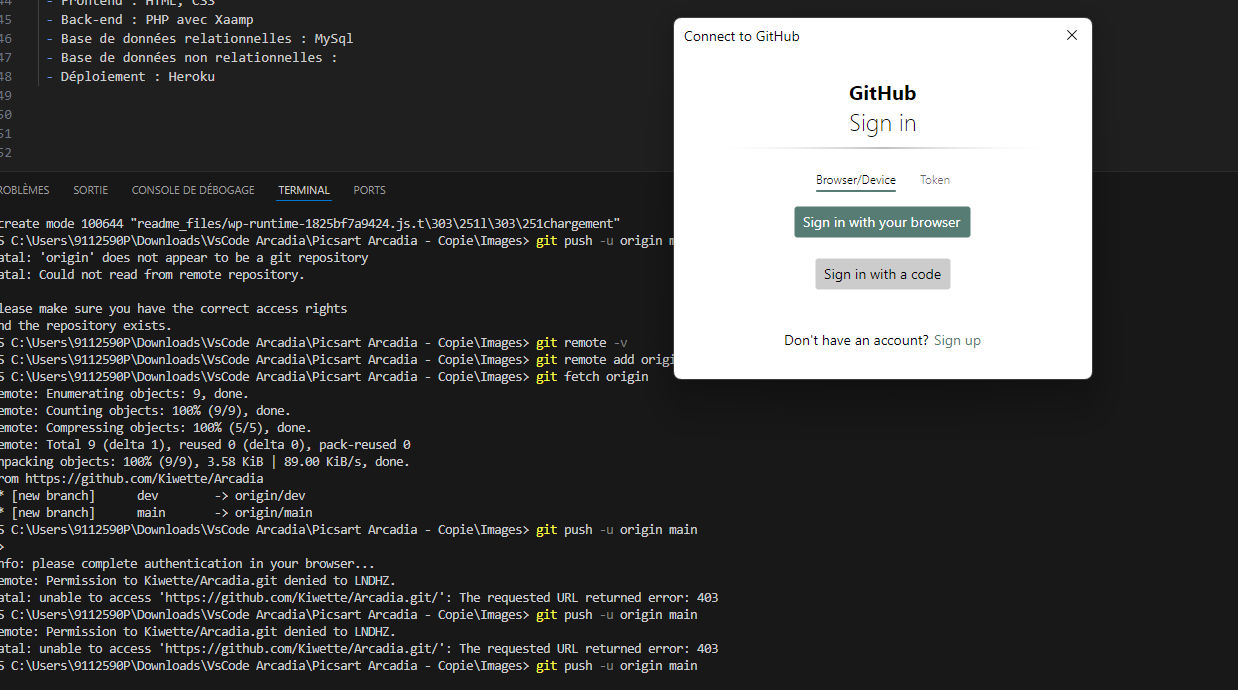 44 - Frontend : HTML, CSS
45 - Back-end : PHP avec Xaamp
46 - Base de données relationnelles : MySql
47 - Base de données non relationnelles :
48 - Déploiement : Heroku
49
50
51
52
ROBLÈMES SORTIE CONSOLE DE DÉBOGAGE TERMINAL PORTS
create mode 100644 "readme_files/wp-runtime-1825bf7a9424.js.t\303\251l\303\251chargement"
S C:\Users\9112590P\Downloads\VsCode Arcadia\Picsart Arcadia - Copie\Images> git push -u origin m
atal: 'origin' does not appear to be a git repository
atal: Could not read from remote repository.
lease make sure you have the correct access rights
nd the repository exists.
S C:\Users\9112590P\Downloads\VsCode Arcadia\Picsart Arcadia - Copie\Images> git remote -v
S C:\Users\9112590P\Downloads\VsCode Arcadia\Picsart Arcadia - Copie\Images> git remote add origi
S C:\Users\9112590P\Downloads\VsCode Arcadia\Picsart Arcadia - Copie\Images> git fetch origin
emote: Enumerating objects: 9, done.
emote: Counting objects: 100% (9/9), done.
emote: Compressing objects: 100% (5/5), done.
emote: Total 9 (delta 1), reused 0 (delta 0), pack-reused 0
npacking objects: 100% (9/9), 3.58 KiB | 89.00 KiB/s, done.
rom https://github.com/Kiwette/Arcadia
* [new branch] dev -> origin/dev
* [new branch] main -> origin/main
S C:\Users\9112590P\Downloads\VsCode Arcadia\Picsart Arcadia - Copie\Images> git push -u origin main
>
nfo: please complete authentication in your browser...
emote: Permission to Kiwette/Arcadia.git denied to LNDHZ.
atal: unable to access 'https://github.com/Kiwette/Arcadia.git/': The requested URL returned error: 403
S C:\Users\9112590P\Downloads\VsCode Arcadia\Picsart Arcadia - Copie\Images> git push -u origin main
emote: Permission to Kiwette/Arcadia.git denied to LNDHZ.
atal: unable to access 'https://github.com/Kiwette/Arcadia.git/': The requested URL returned error: 403
S C:\Users\9112590P\Downloads\VsCode Arcadia\Picsart Arcadia - Copie\Images> git push -u origin main
Connect to GitHub
GitHub
Sign in
Browser/Device Token
Sign in with your browser
Sign in with a code
Don't have an account? Sign up